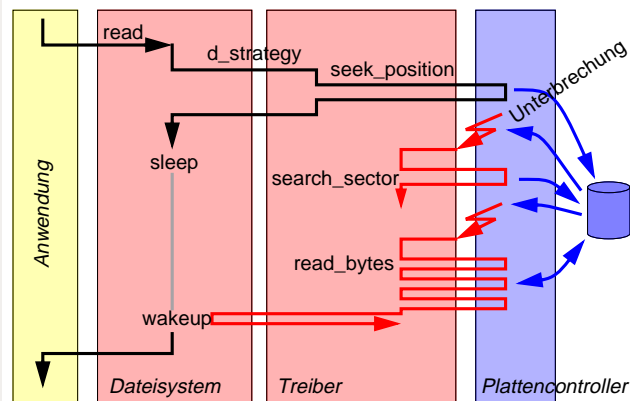 read
d_strategy
seek_position
Unterbrechung
sleep
search_sector
read_bytes
wakeup
Anwendung
Dateisystem
Treiber
Plattencontroller